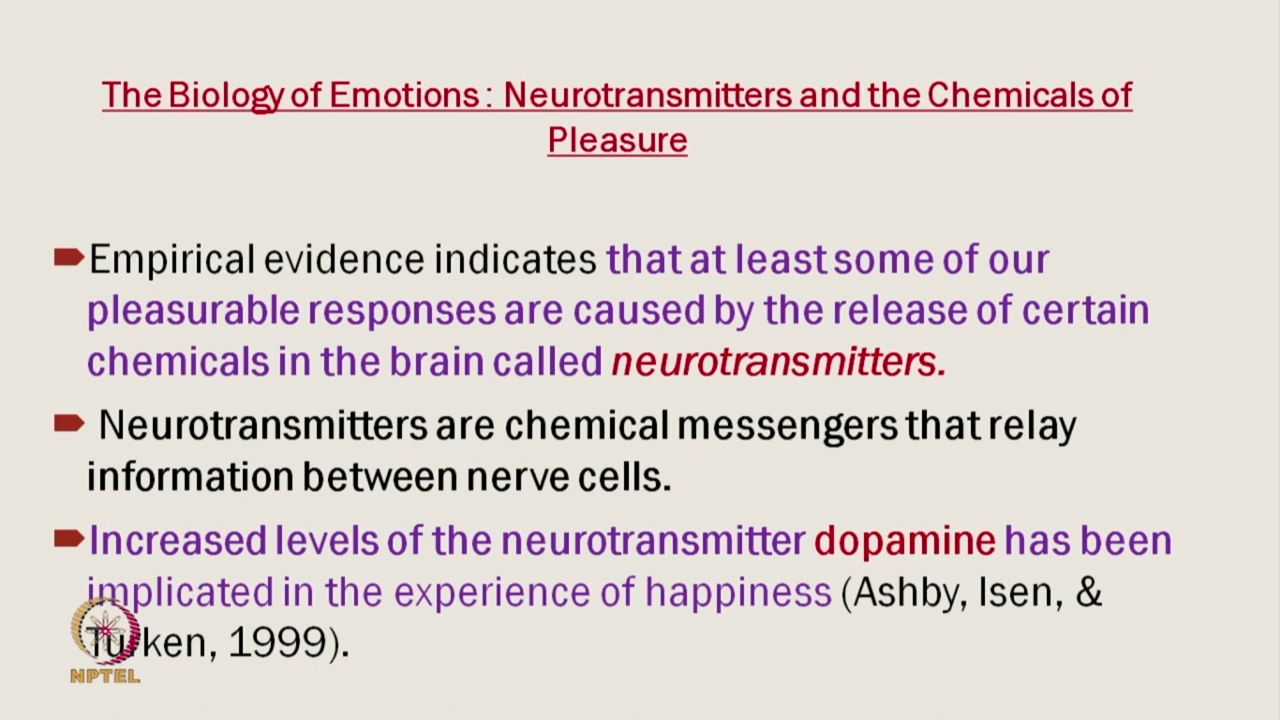 The Biology of Emotions : Neurotransmitters and the Chemicals of
Pleasure
Empirical evidence indicates that at least some of our
pleasurable responses are caused by the release of certain
chemicals in the brain called neurotransmitters.
Neurotransmitters are chemical messengers that relay
information between nerve cells.
Increased levels of the neurotransmitter dopamine has been
implicated in the experience of happiness (Ashby, Isen, &
Turken, 1999).
NPTEL